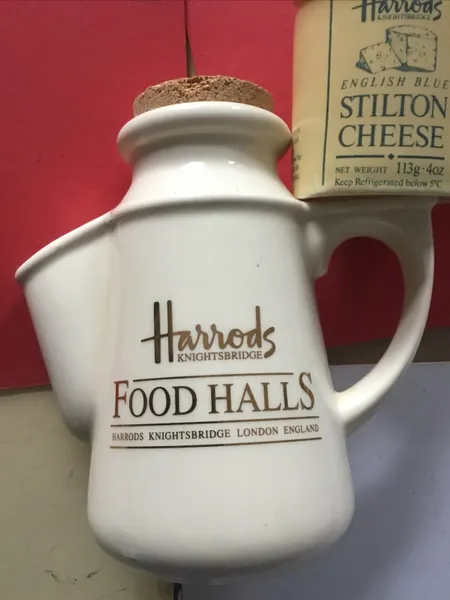 Harrods
KNIGHTSBRIDGE
ENGLISH BLUE
STILTON
CHEESE
NET WEIGHT 113g·4oz
Keep Refrigerated below 5°C
Harrods
KNIGHTSBRIDGE
FOOD HALLS
HARRODS KNIGHTSBRIDGE LONDON ENGLAND